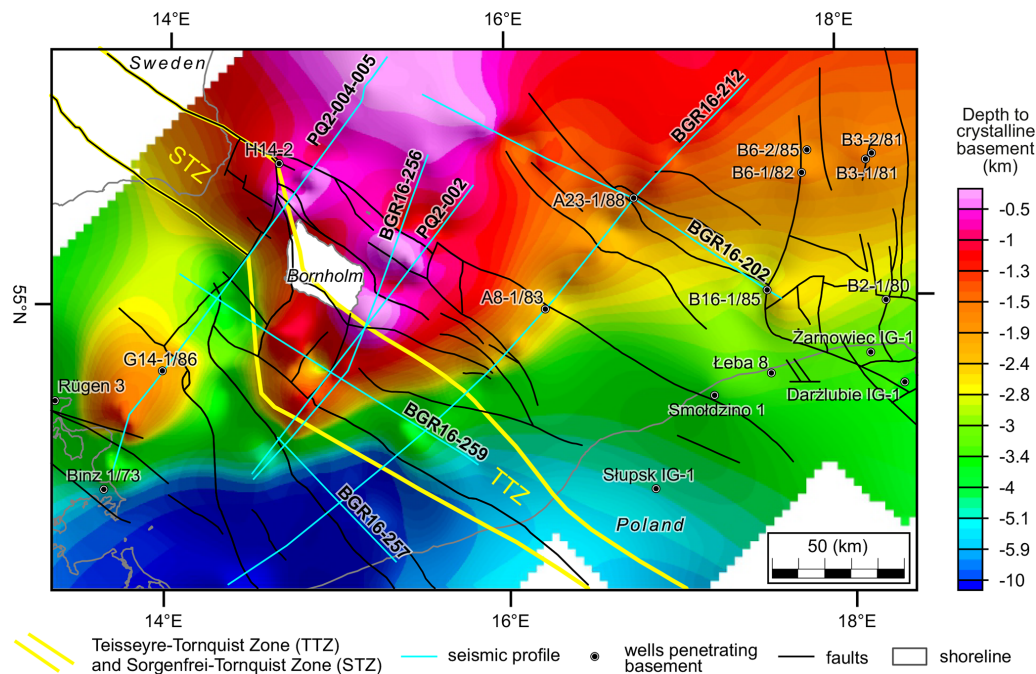 14°E
16°E
18°E
Sweden
PQ2-004-005
BGR16-212
STZ
H14-2
BGR16-256
PQ2-002
B6-2/85
B3-2/81
B6-1/82
B3-1/81
A23-1/88
BGR16-202
Bornholm
A8-1/83
B16-1/85
B2-1/80
55°N
Żarnowiec IG-1
G14-1/86
Łeba 8
Rugen 3
Darżlubie IG-1
Smołdzino 1
BGR16-259
Binz 1/73
TTZ
Słupsk IG-1
BGR16-257
Poland
50 (km)
14°E
16°E
18°E
Depth to
crystalline
basement
(km)
-0.5
-1
-1.3
-1.5
-1.9
-2.4
-2.8
-3.4
-4.1
-5.1
-5.9
-10
Teisseyre-Tornquist Zone (TTZ)
and Sorgenfrei-Tornquist Zone (STZ)
seismic profile
wells penetrating
basement
faults
shoreline